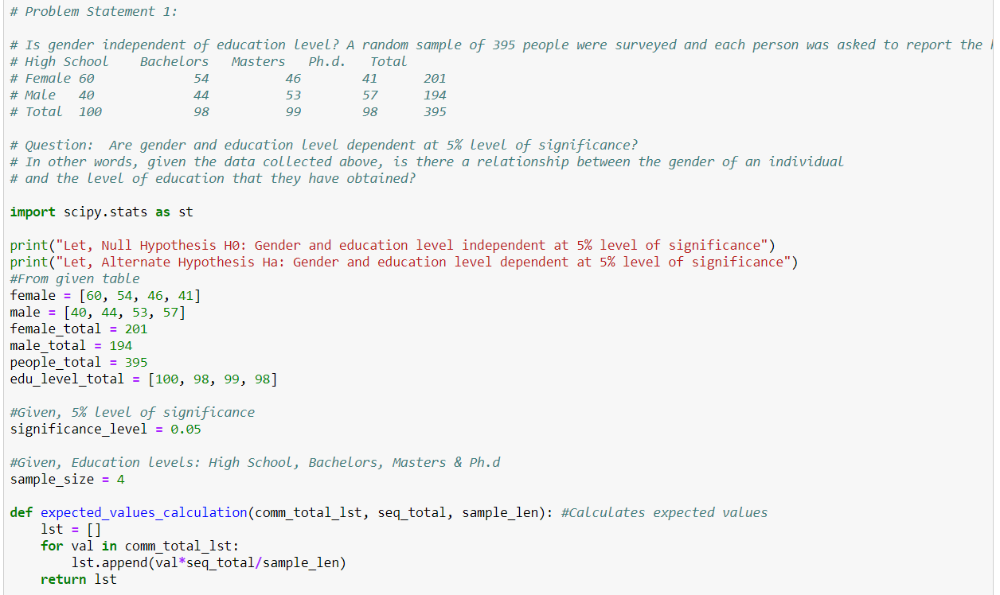 # Problem Statement 1:
# Is gender independent of education level? A random sample of 395 people were surveyed and each person was asked to report the
# High School    Bachelors   Masters   Ph.d.   Total
# Female 60             54          46        41      201
# Male   40             44          53        57      194
# Total  100            98          99        98      395
# Question:  Are gender and education level dependent at 5% level of significance?
# In other words, given the data collected above, is there a relationship between the gender of an individual
# and the level of education that they have obtained?
import scipy.stats as st
print("Let, Null Hypothesis H0: Gender and education level independent at 5% level of significance")
print("Let, Alternate Hypothesis Ha: Gender and education level dependent at 5% level of significance")
#From given table
female = [60, 54, 46, 41]
male = [40, 44, 53, 57]
female_total = 201
male_total = 194
people_total = 395
edu_level_total = [100, 98, 99, 98]
#Given, 5% level of significance
significance_level = 0.05
#Given, Education levels: High School, Bachelors, Masters & Ph.d
sample_size = 4
def expected_values_calculation(comm_total_lst, seq_total, sample_len): #Calculates expected values
    lst = []
    for val in comm_total_lst:
        lst.append(val*seq_total/sample_len)
    return lst